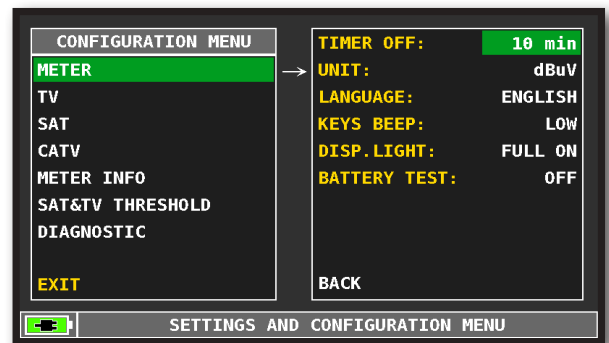 CONFIGURATION MENU
METER
TV
SAT
CATV
METER INFO
SAT&TV THRESHOLD
DIAGNOSTIC
EXIT
TIMER OFF: 10 min
UNIT: dBuV
LANGUAGE: ENGLISH
KEYS BEEP: LOW
DISP.LIGHT: FULL ON
BATTERY TEST: OFF
BACK
SETTINGS AND CONFIGURATION MENU